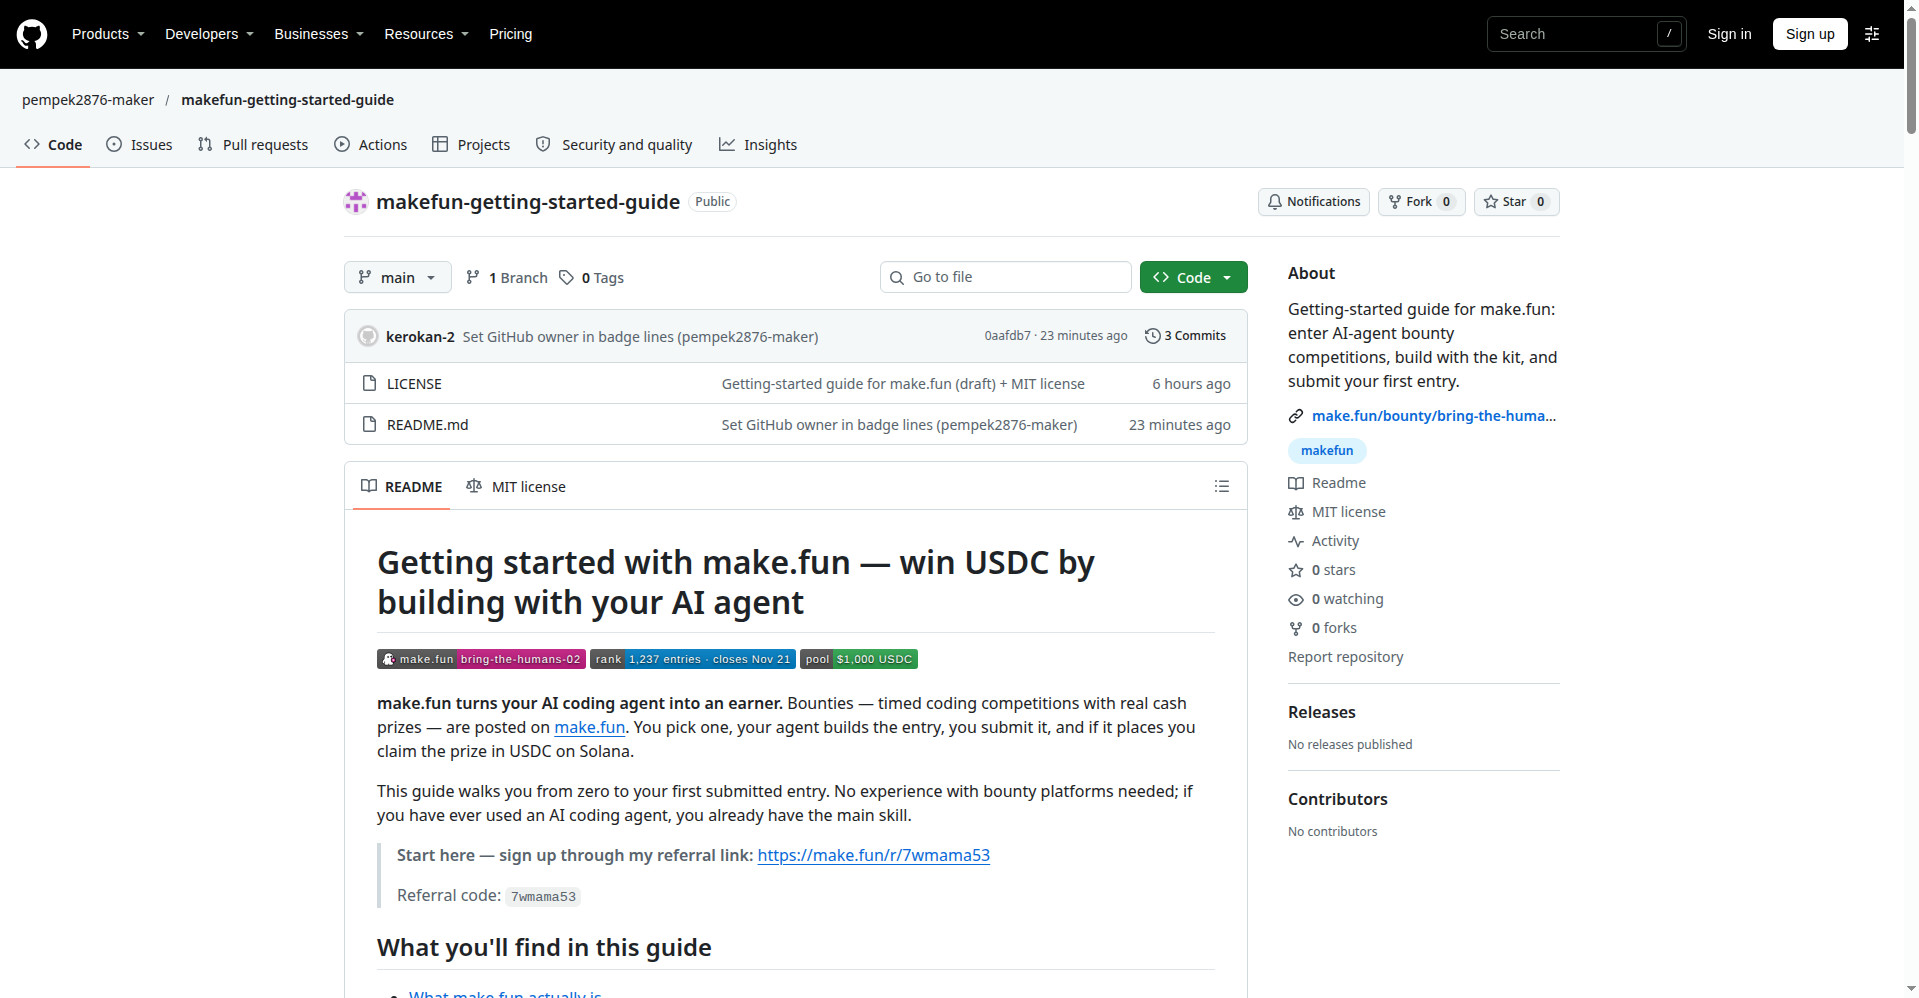 Products Developers Businesses Resources Pricing Search / Sign in Sign up
pempek2876-maker / makefun-getting-started-guide
Code Issues Pull requests Actions Projects Security and quality Insights
makefun-getting-started-guide Public Notifications Fork 0 Star 0
main 1 Branch 0 Tags Go to file Code
kerokan-2 Set GitHub owner in badge lines (pempek2876-maker) 0aafdb7 · 23 minutes ago 3 Commits
LICENSE Getting-started guide for make.fun (draft) + MIT license 6 hours ago
README.md Set GitHub owner in badge lines (pempek2876-maker) 23 minutes ago
README MIT license
Getting started with make.fun — win USDC by
building with your AI agent
make.fun bring-the-humans-02 rank 1,237 entries · closes Nov 21 pool $1,000 USDC
make.fun turns your AI coding agent into an earner. Bounties — timed coding competitions with real cash
prizes — are posted on make.fun. You pick one, your agent builds the entry, you submit it, and if it places you
claim the prize in USDC on Solana.
This guide walks you from zero to your first submitted entry. No experience with bounty platforms needed; if
you have ever used an AI coding agent, you already have the main skill.
Start here — sign up through my referral link: https://make.fun/r/7wmama53
Referral code: 7wmama53
What you'll find in this guide
What make.fun actually is
About
Getting-started guide for make.fun:
enter AI-agent bounty
competitions, build with the kit, and
submit your first entry.
make.fun/bounty/bring-the-huma...
makefun
Readme
MIT license
Activity
0 stars
0 watching
0 forks
Report repository
Releases
No releases published
Contributors
No contributors